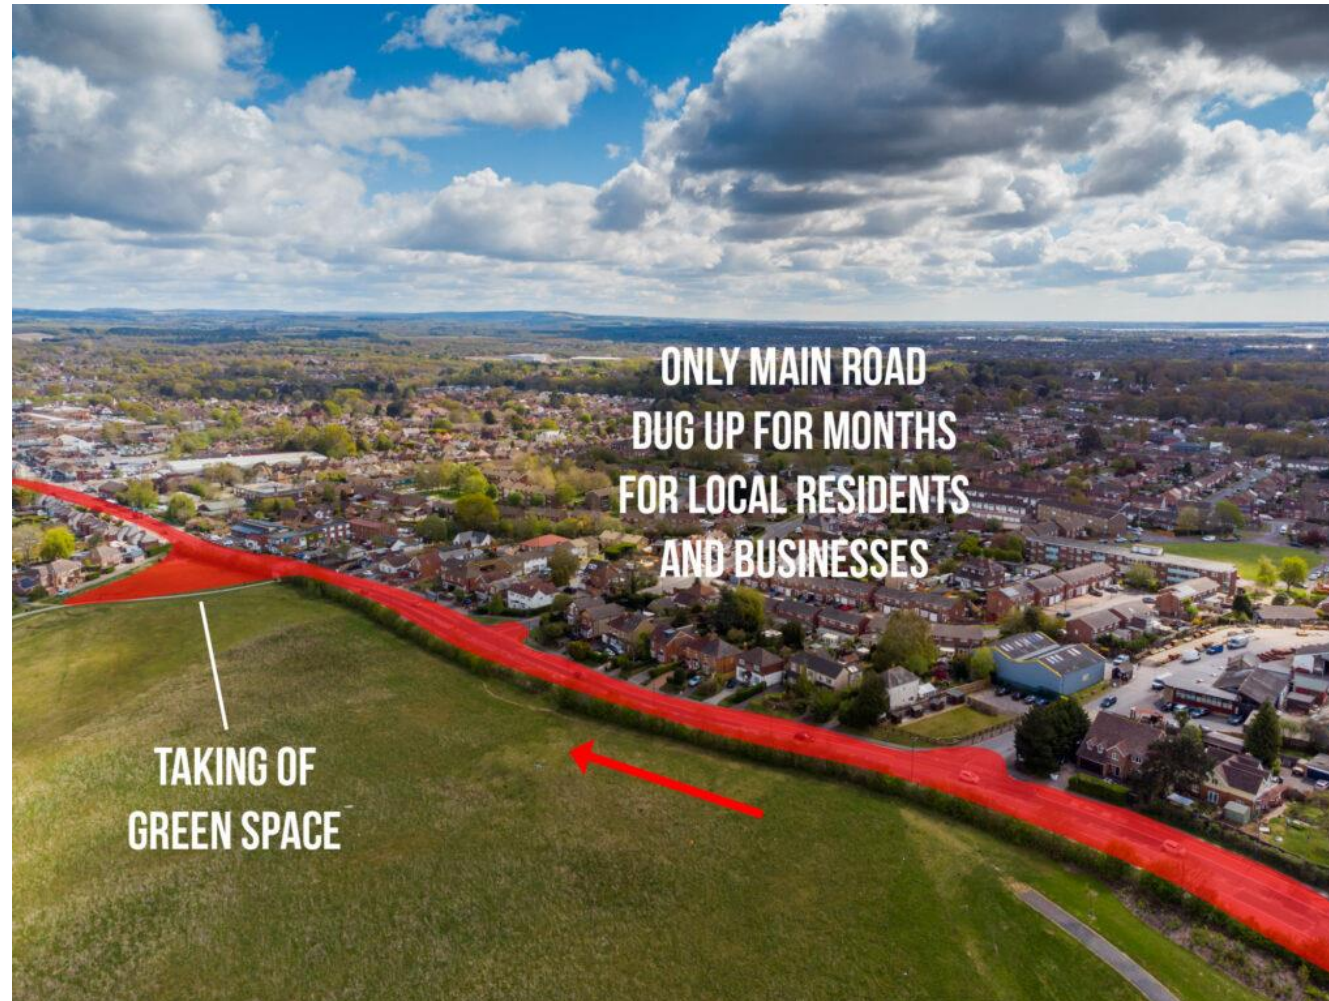 ONLY MAIN ROAD
DUG UP FOR MONTHS
FOR LOCAL RESIDENTS
AND BUSINESSES
TAKING OF
GREEN SPACE